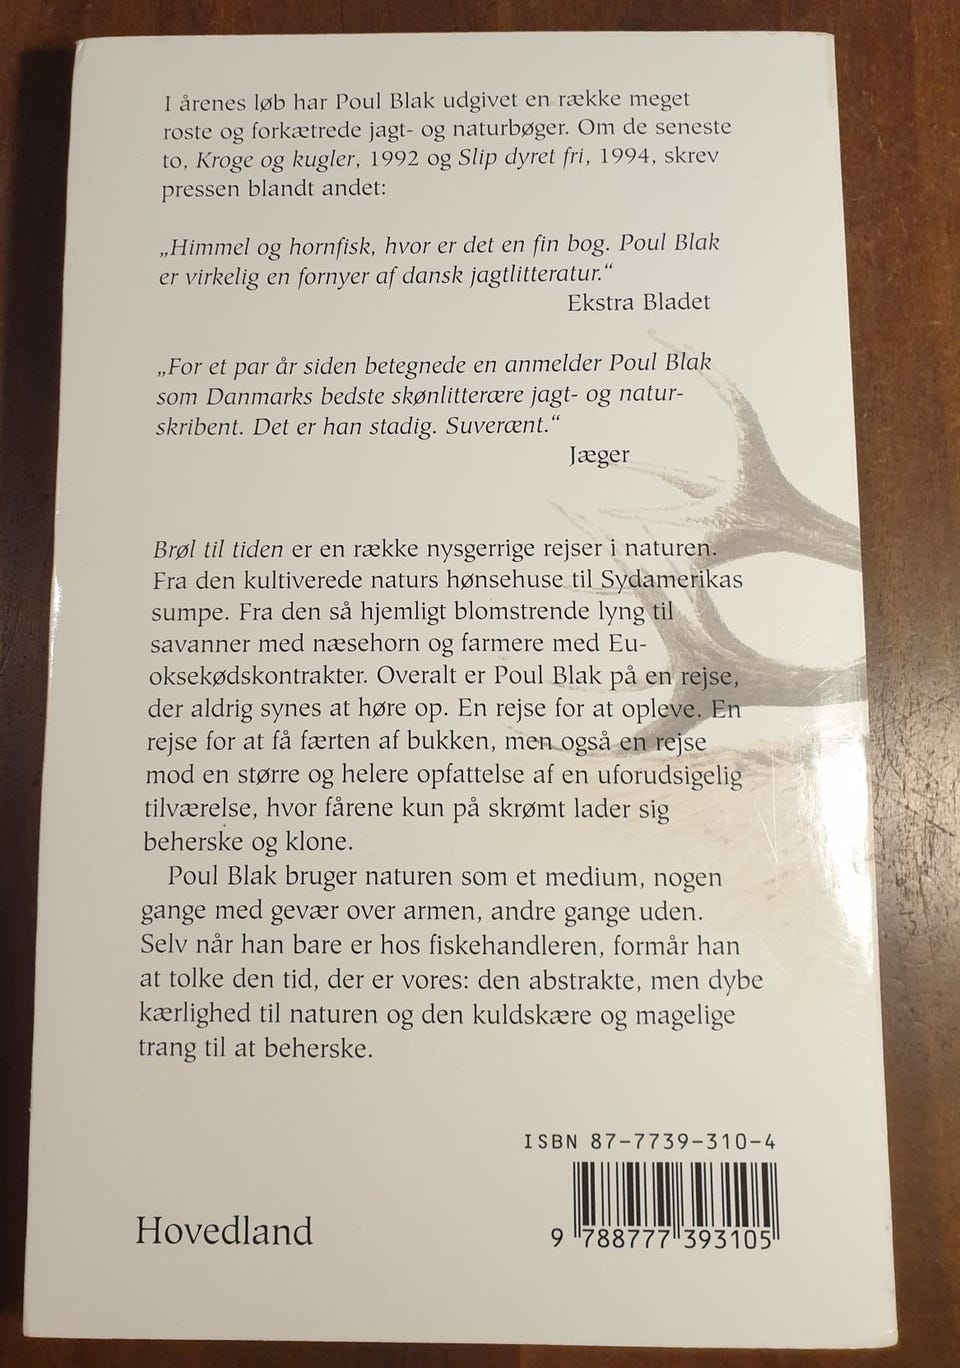 I årenes løb har Poul Blak udgivet en række meget
roste og forkætrede jagt- og naturbøger. Om de seneste
to, Kroge og kugler, 1992 og Slip dyret fri, 1994, skrev
pressen blandt andet:
„Himmel og hornfisk, hvor er det en fin bog. Poul Blak
er virkelig en fornyer af dansk jagtlitteratur.“
Ekstra Bladet
„For et par år siden betegnede en anmelder Poul Blak
som Danmarks bedste skønlitterære jagt- og natur-
skribent. Det er han stadig. Suverænt.“
Jæger
Brøl til tiden er en række nysgerrige rejser i naturen.
Fra den kultiverede naturs hønsehuse til Sydamerikas
sumpe. Fra den så hjemligt blomstrende lyng til
savanner med næsehorn og farmere med Eu-
oksekødskontrakter. Overalt er Poul Blak på en rejse,
der aldrig synes at høre op. En rejse for at opleve. En
rejse for at få færten af bukken, men også en rejse
mod en større og helere opfattelse af en uforudsigelig
tilværelse, hvor fårene kun på skrømt lader sig
beherske og klone.
Poul Blak bruger naturen som et medium, nogen
gange med gevær over armen, andre gange uden.
Selv når han bare er hos fiskehandleren, formår han
at tolke den tid, der er vores: den abstrakte, men dybe
kærlighed til naturen og den kuldskære og magelige
trang til at beherske.
ISBN 87-7739-310-4
Hovedland
9 788777 393105